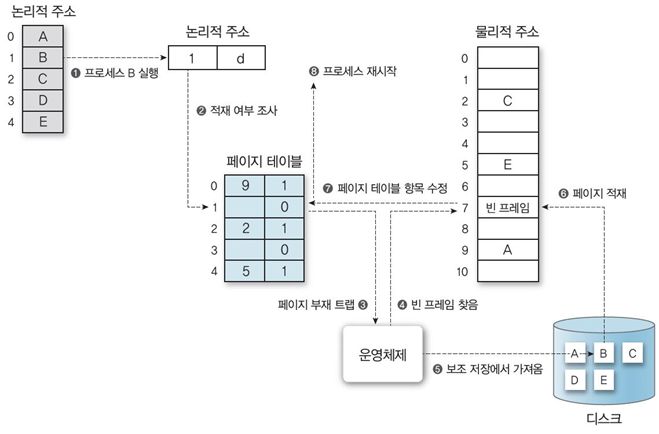 논리적 주소
0 A
1 B
2 C
3 D
4 E
❶ 프로세스 B 실행
논리적 주소
1 d
❷ 적재 여부 조사
페이지 테이블
0 9 1
1 0
2 2 1
3 0
4 5 1
❽ 프로세스 재시작
❼ 페이지 테이블 항목 수정
물리적 주소
0
1
2 C
3
4
5 E
6
7 빈 프레임
8
9 A
10
❻ 페이지 적재
페이지 부재 트랩 ❸
❹ 빈 프레임 찾음
운영체제
❺ 보조 저장에서 가져옴
A B C
D E
디스크